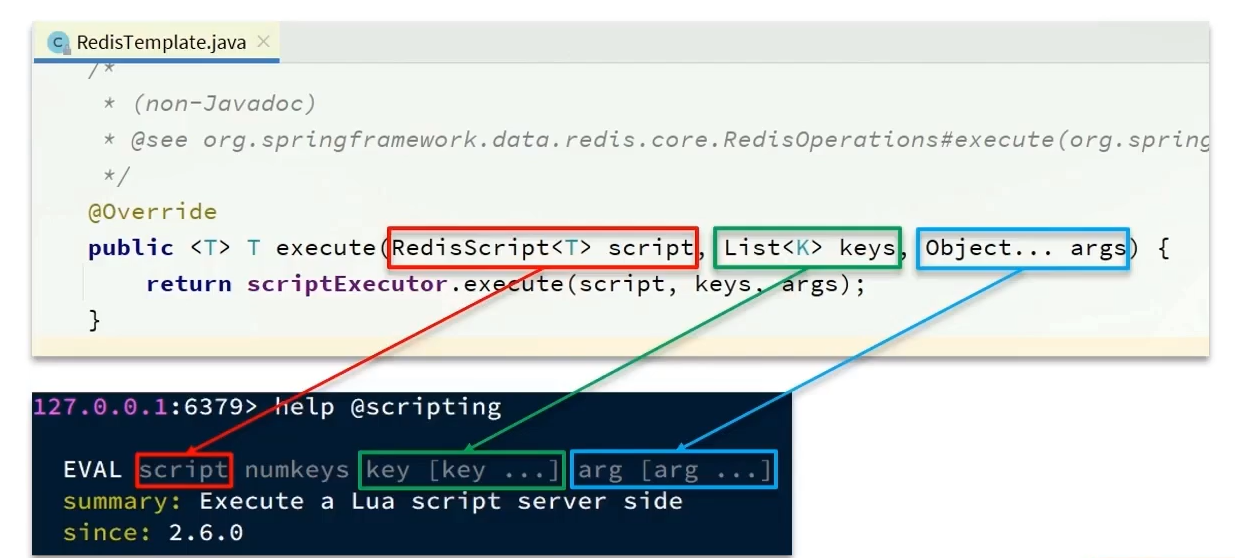 C RedisTemplate.java ×
/*
* (non-Javadoc)
* @see org.springframework.data.redis.core.RedisOperations#execute(org.spring
*/
@Override
public <T> T execute(RedisScript<T> script, List<K> keys, Object... args) {
return scriptExecutor.execute(script, keys, args);
}
127.0.0.1:6379> help @scripting
EVAL script numkeys key [key ...] arg [arg ...]
summary: Execute a Lua script server side
since: 2.6.0